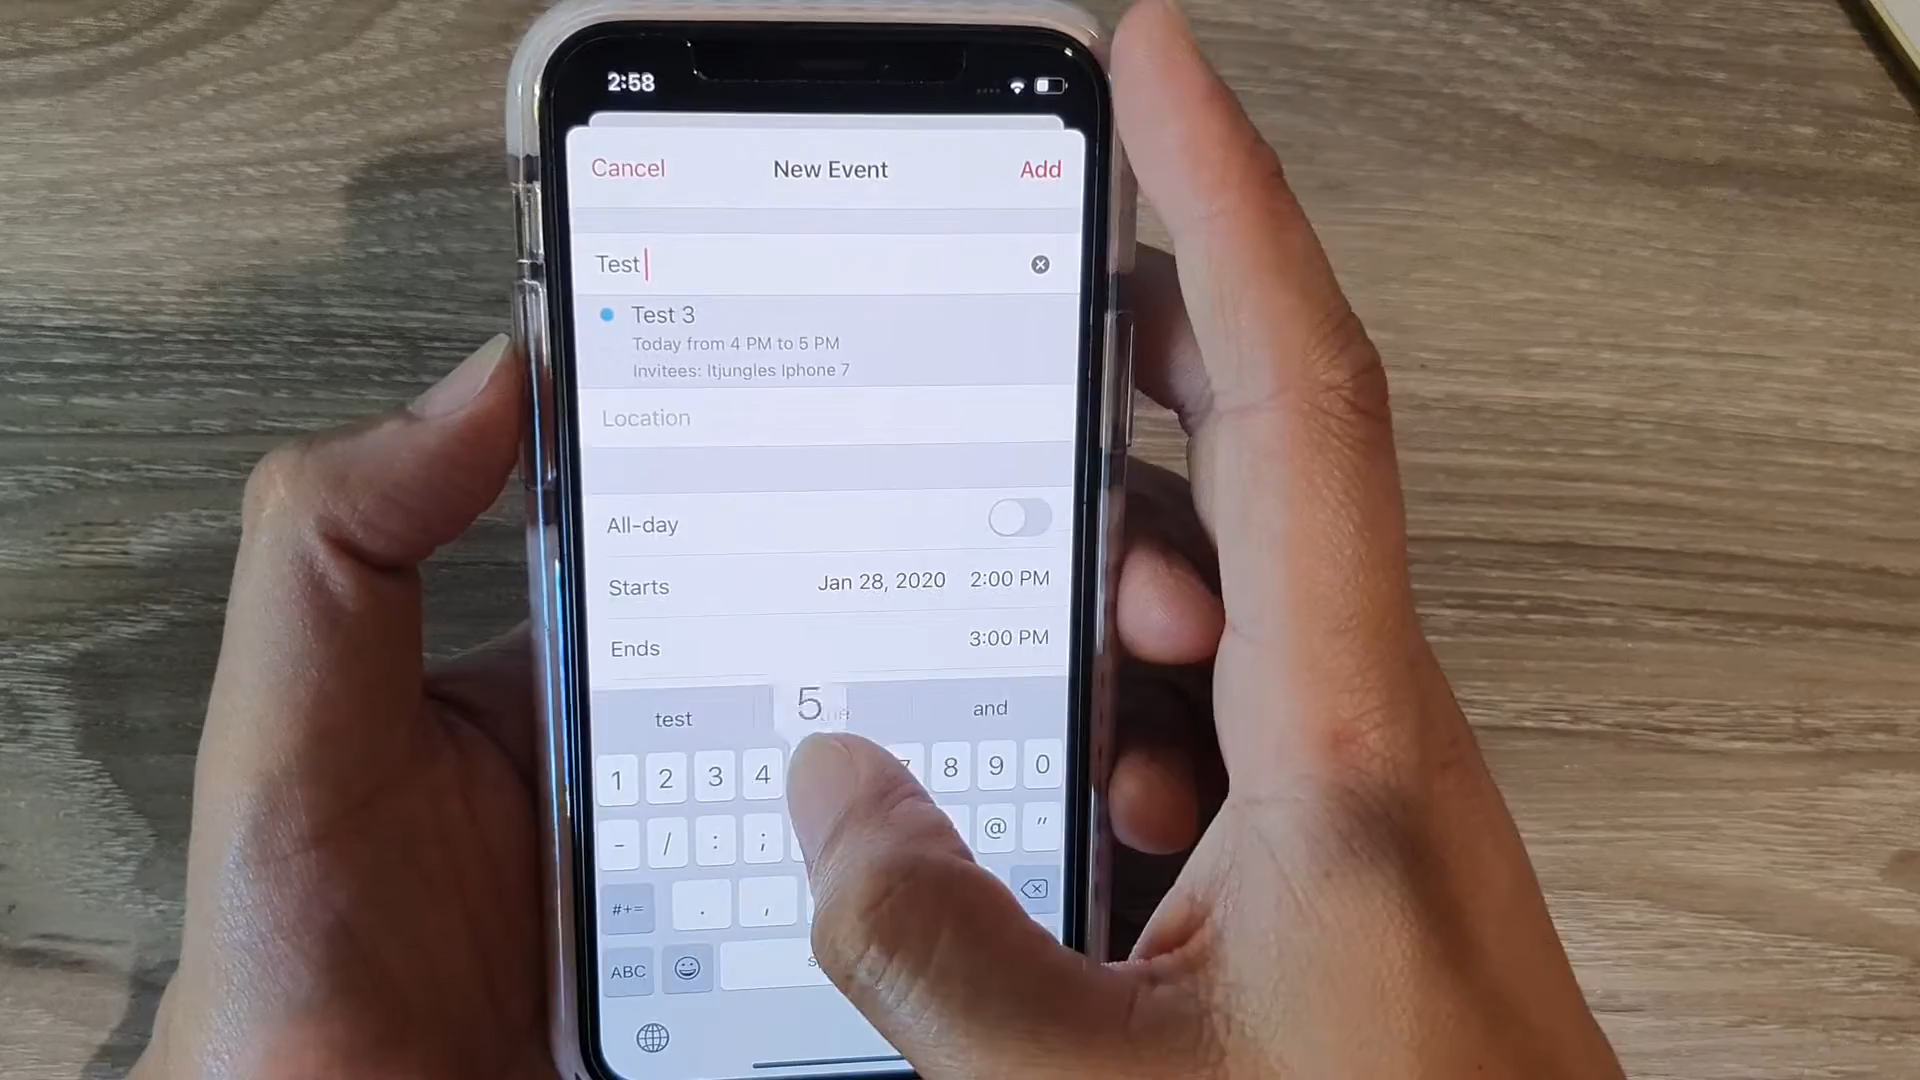 2:58
Cancel New Event Add
Test
Test 3
Today from 4 PM to 5 PM
Invitees: Itjungles Iphone 7
Location
All-day
Starts Jan 28, 2020 2:00 PM
Ends 3:00 PM
test 5 and
1 2 3 4 8 9 0
- / : ; @ "
#+= . ,
ABC